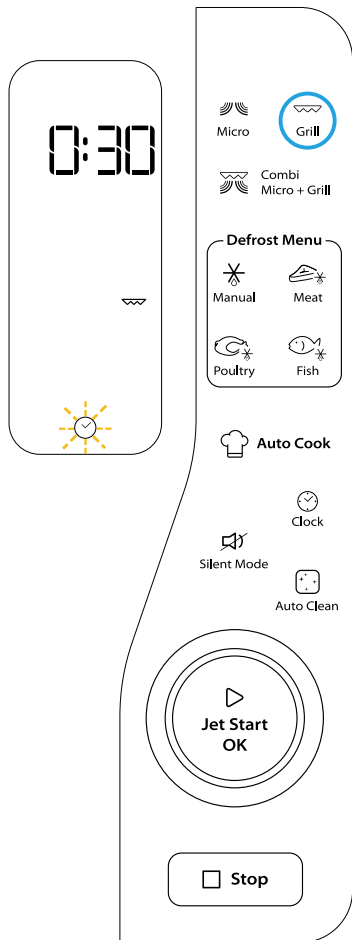 0:30
Micro
Grill
Combi
Micro + Grill
Defrost Menu
Manual
Meat
Poultry
Fish
Auto Cook
Clock
Silent Mode
Auto Clean
Jet Start
OK
Stop